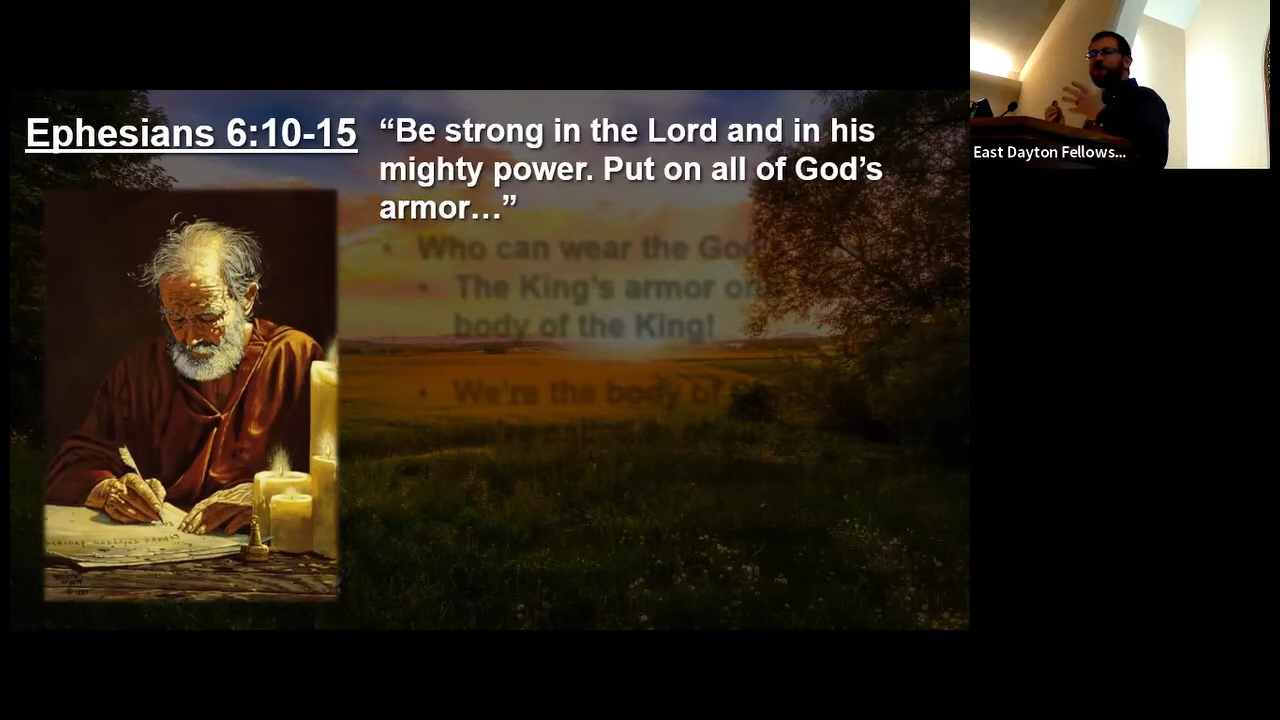 Ephesians 6:10-15
“Be strong in the Lord and in his
mighty power. Put on all of God’s
armor…”
• Who can wear the God
• The King’s armor on
body of the King!
• We’re the body of
East Dayton Fellows...